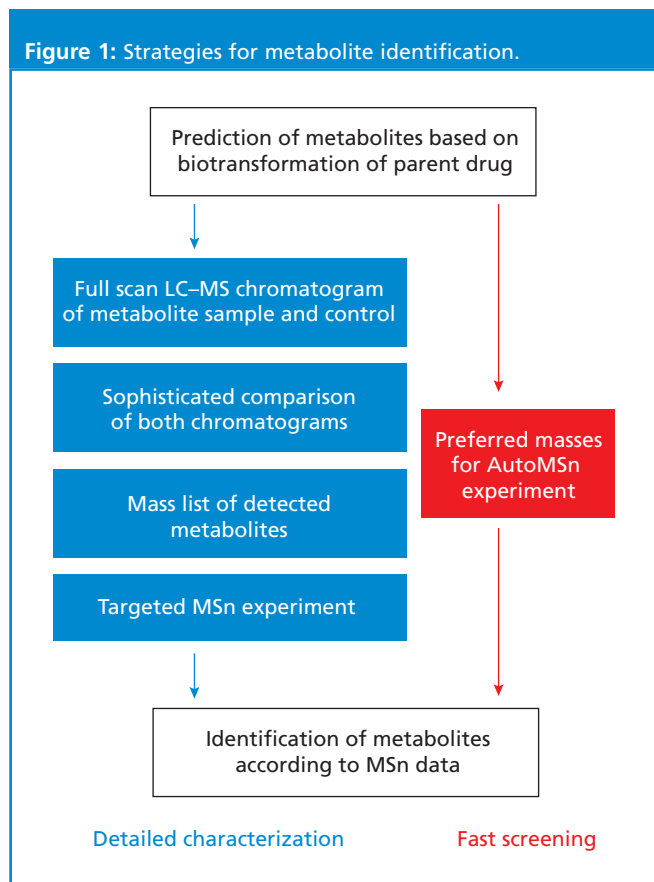 Figure 1: Strategies for metabolite identification.
Prediction of metabolites based on
biotransformation of parent drug
Full scan LC–MS chromatogram
of metabolite sample and control
Sophisticated comparison
of both chromatograms
Mass list of detected
metabolites
Targeted MSn experiment
Preferred masses
for AutoMSn
experiment
Identification of metabolites
according to MSn data
Detailed characterization
Fast screening